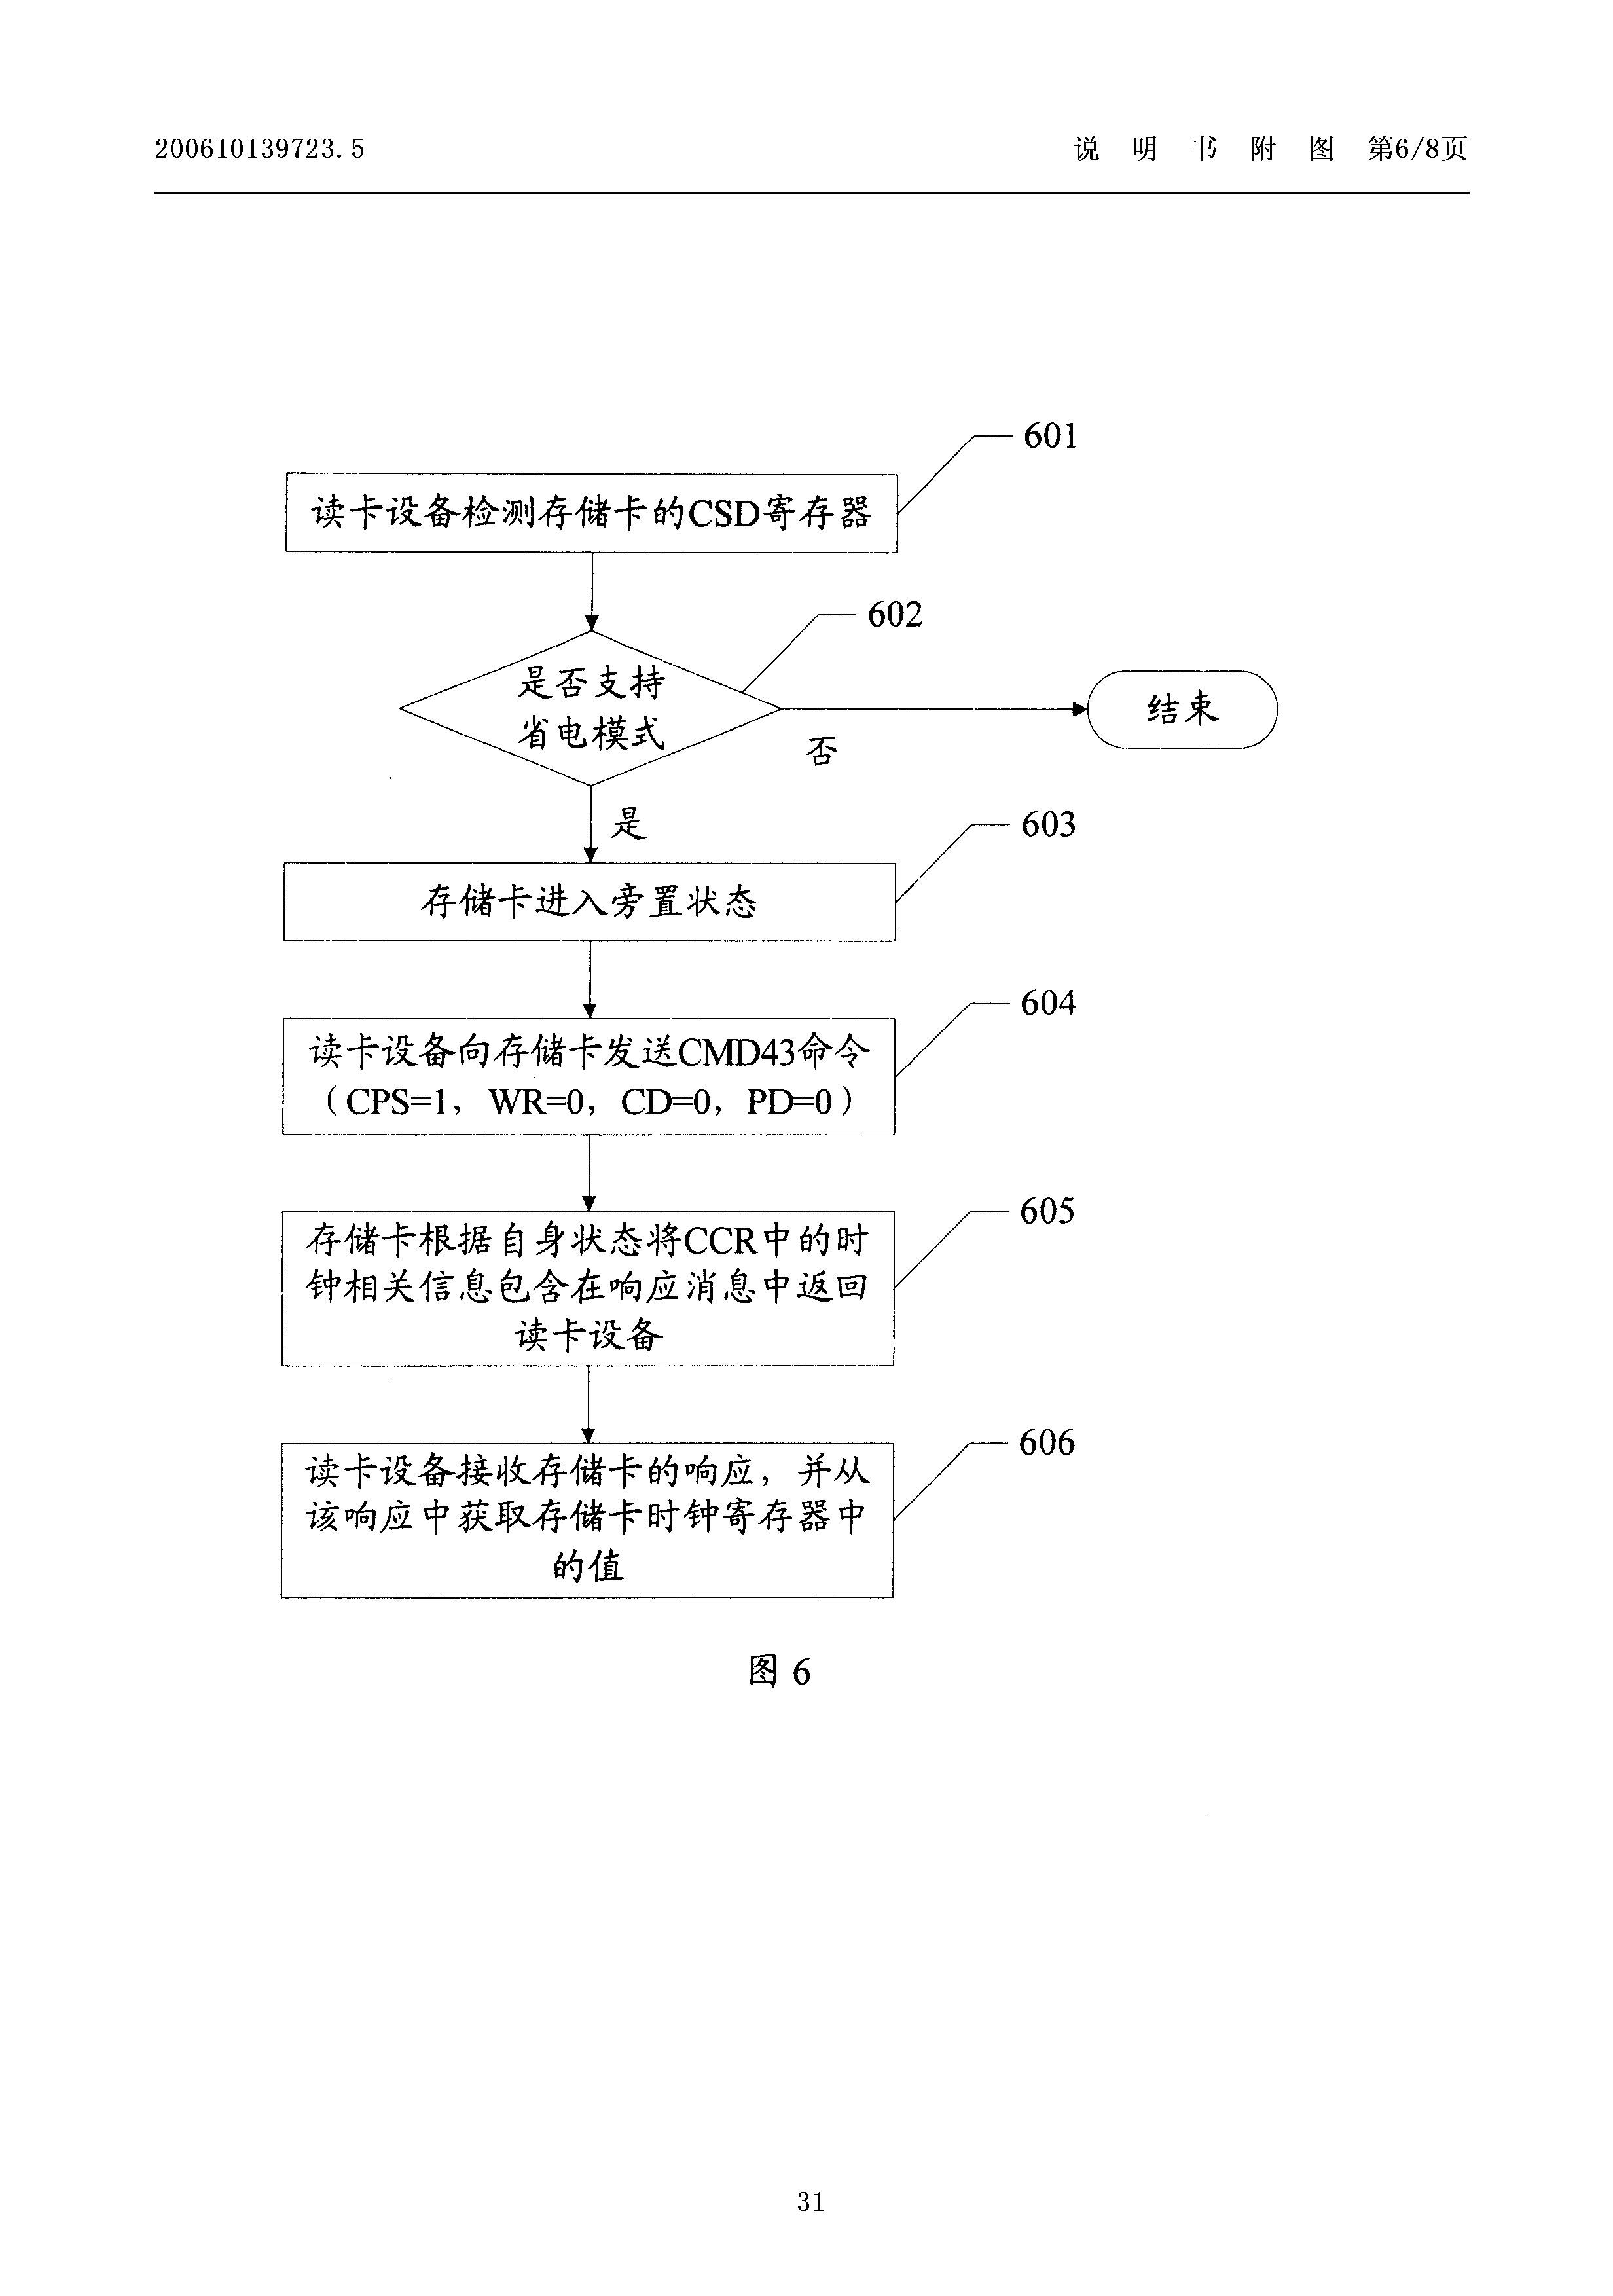 200610139723.5
说 明 书 附 图 第6/8页
601
读卡设备检测存储卡的CSD寄存器
602
是否支持
省电模式
结束
否
是
603
存储卡进入旁置状态
604
读卡设备向存储卡发送CMD43命令
（CPS=1，WR=0，CD=0，PD=0）
605
存储卡根据自身状态将CCR中的时
钟相关信息包含在响应消息中返回
读卡设备
606
读卡设备接收存储卡的响应，并从
该响应中获取存储卡时钟寄存器中
的值
图 6
31